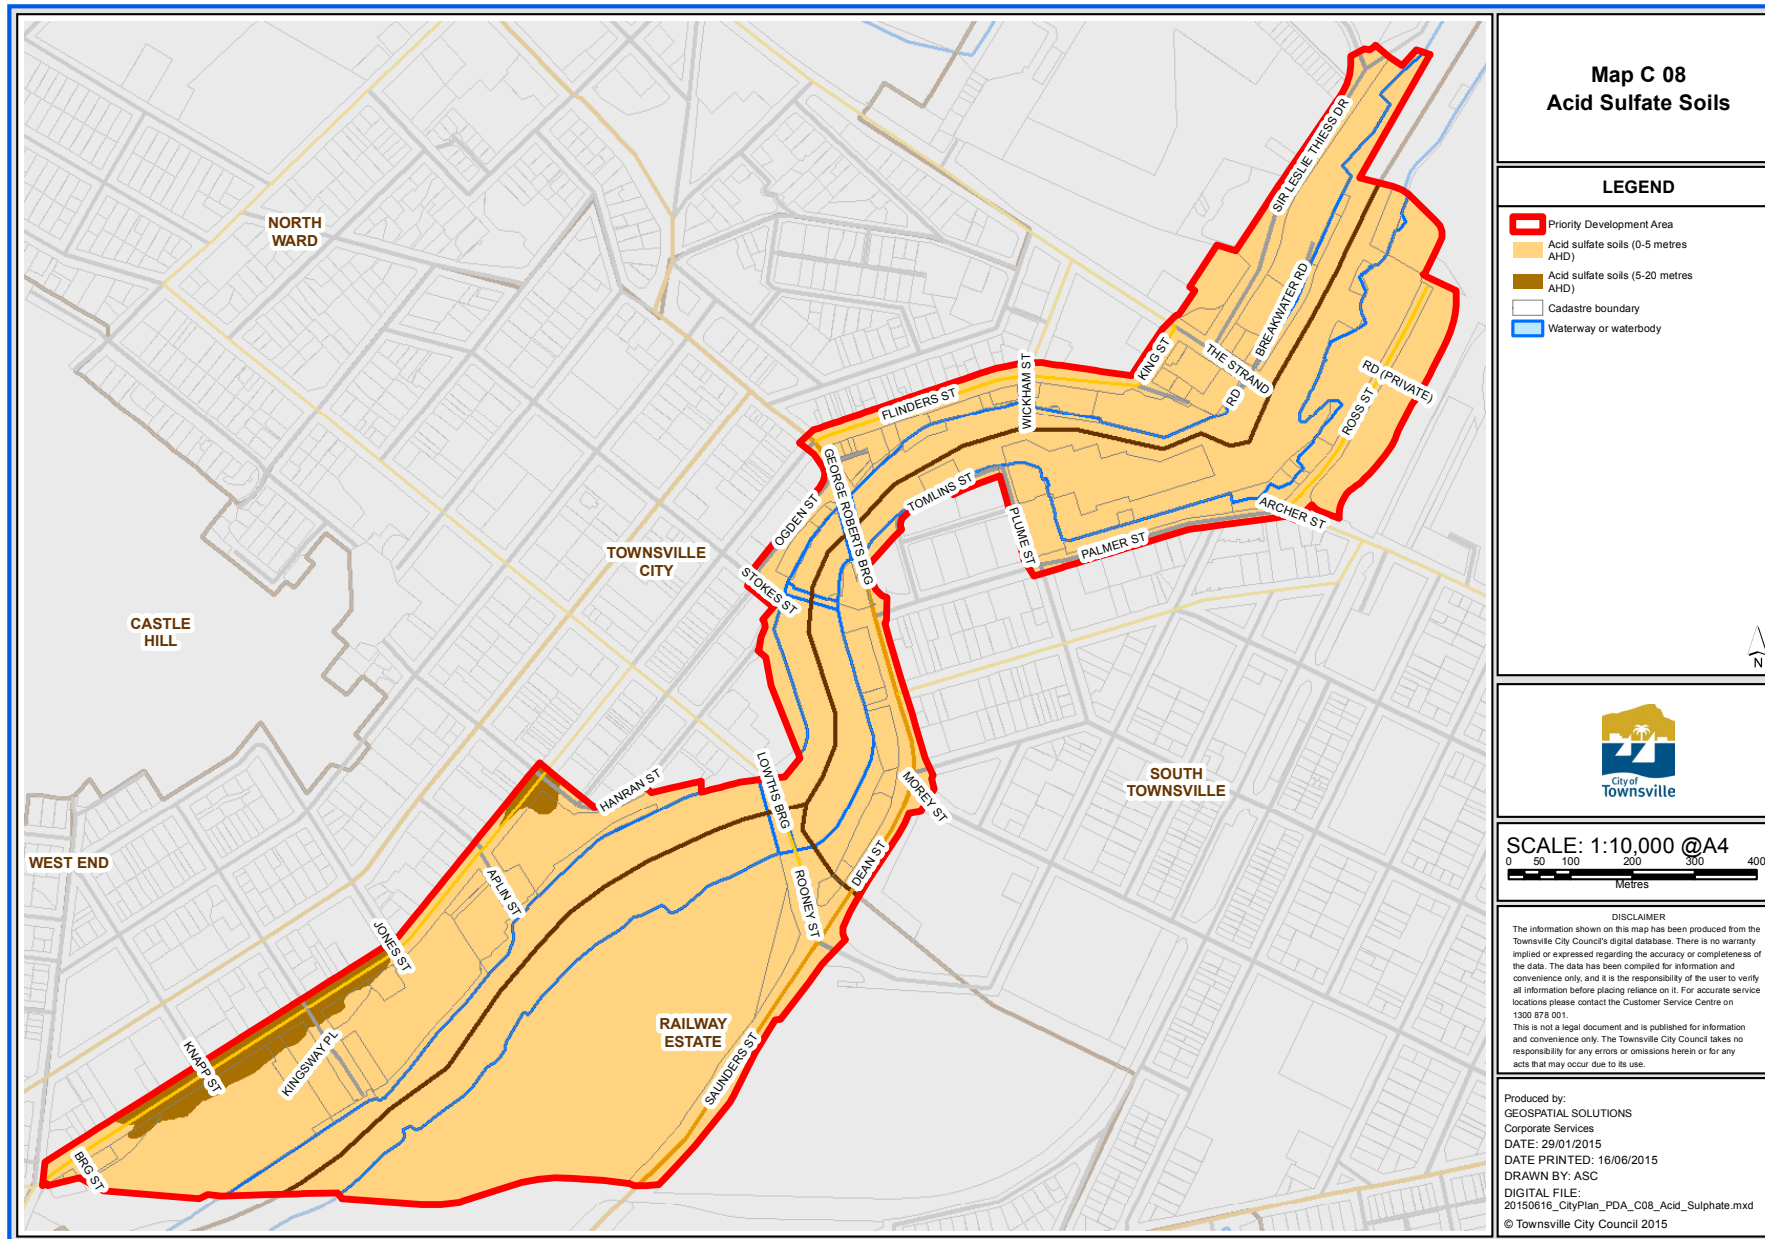 Map C 08
Acid Sulfate Soils
LEGEND
Priority Development Area
Acid sulfate soils (0-5 metres
AHD)
Acid sulfate soils (5-20 metres
AHD)
Cadastre boundary
Waterway or waterbody
N
City of
Townsville
SCALE: 1:10,000 @A4
0 50 100 200 300 400
Metres
DISCLAIMER
The information shown on this map has been produced from the
Townsville City Council's digital database. There is no warranty
implied or expressed regarding the accuracy or completeness of
the data. The data has been compiled for information and
convenience only, and it is the responsibility of the user to verify
all information before placing reliance on it. For accurate service
locations please contact the Customer Service Centre on
1300 878 001.
This is not a legal document and is published for information
and convenience only. The Townsville City Council takes no
responsibility for any errors or omissions herein or for any
acts that may occur due to its use.
Produced by:
GEOSPATIAL SOLUTIONS
Corporate Services
DATE: 29/01/2015
DATE PRINTED: 16/06/2015
DRAWN BY: ASC
DIGITAL FILE:
20150616_CityPlan_PDA_C08_Acid_Sulphate.mxd
© Townsville City Council 2015
NORTH
WARD
SIR LESLIE THIESS DR
BREAKWATER RD
KING ST
THE STRAND
RD
RD (PRIVATE)
ROSS ST
WICKHAM ST
FLINDERS ST
GEORGE ROBERTS BRG
OGDEN ST
TOMLINS ST
PLUME ST
PALMER ST
ARCHER ST
TOWNSVILLE
CITY
STOKES ST
CASTLE
HILL
SOUTH
TOWNSVILLE
HANRAN ST
LOWTHS BRG
MOREY ST
WEST END
APLIN ST
ROONEY ST
DEAN ST
JONES ST
RAILWAY
ESTATE
KNAPP ST
KINGSWAY PL
SAUNDERS ST
BRG ST